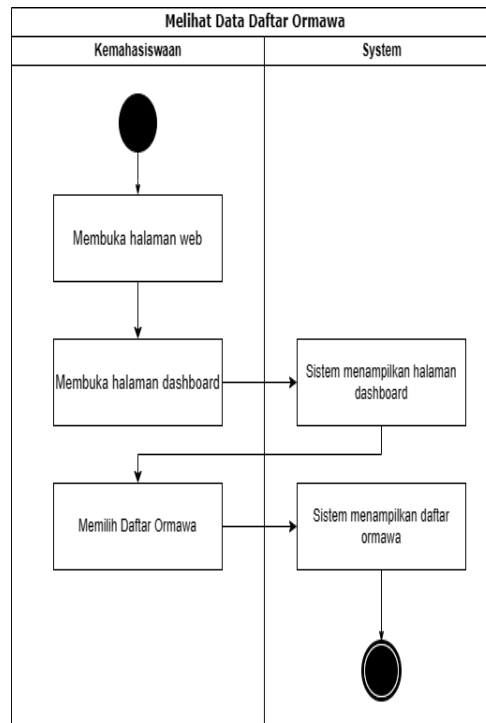 Melihat Data Daftar Ormawa
Kemahasiswaan
System
Membuka halaman web
Membuka halaman dashboard
Sistem menampilkan halaman
dashboard
Memilih Daftar Ormawa
Sistem menampilkan daftar
ormawa